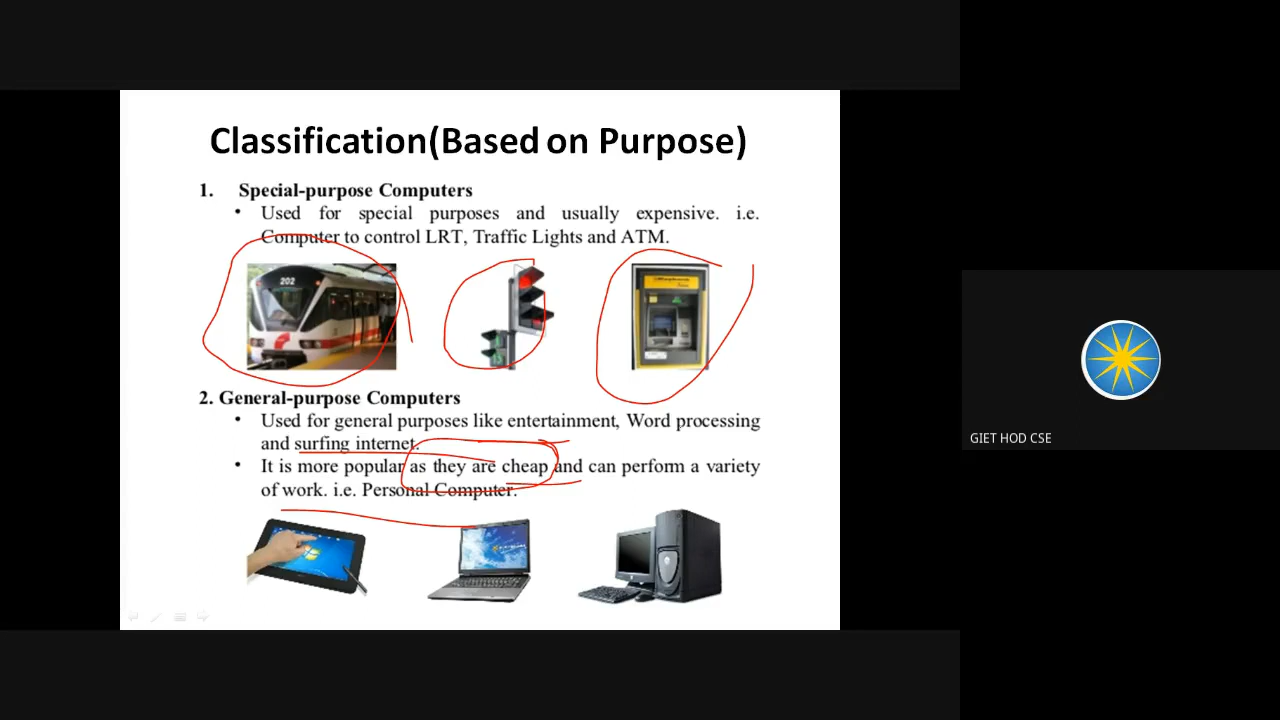 Classification(Based on Purpose)
1. Special-purpose Computers
• Used for special purposes and usually expensive. i.e.
Computer to control LRT, Traffic Lights and ATM.
202
2. General-purpose Computers
• Used for general purposes like entertainment, Word processing
and surfing internet.
• It is more popular as they are cheap and can perform a variety
of work. i.e. Personal Computer.
GIET HOD CSE